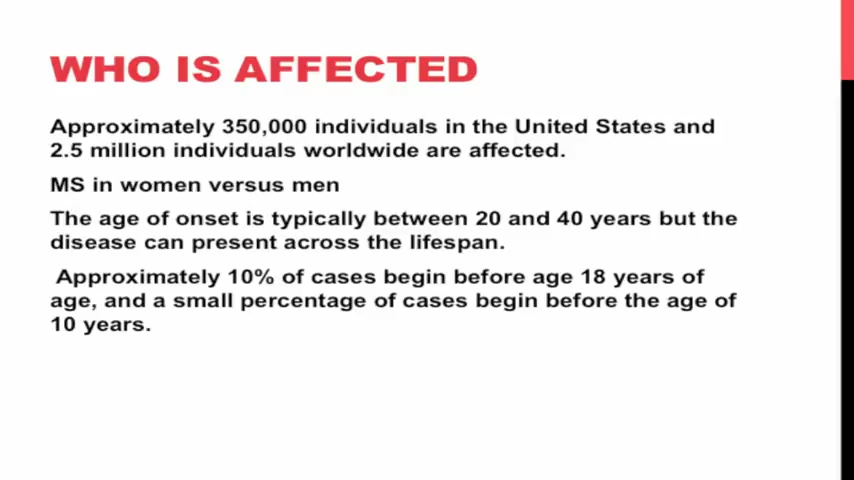 WHO IS AFFECTED
Approximately 350,000 individuals in the United States and
2.5 million individuals worldwide are affected.
MS in women versus men
The age of onset is typically between 20 and 40 years but the
disease can present across the lifespan.
Approximately 10% of cases begin before age 18 years of
age, and a small percentage of cases begin before the age of
10 years.